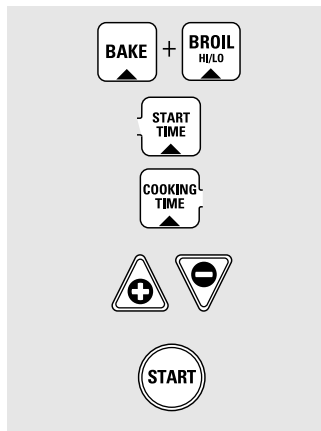 BAKE + BROIL
HI/LO
START
TIME
COOKING
TIME
+ −
START